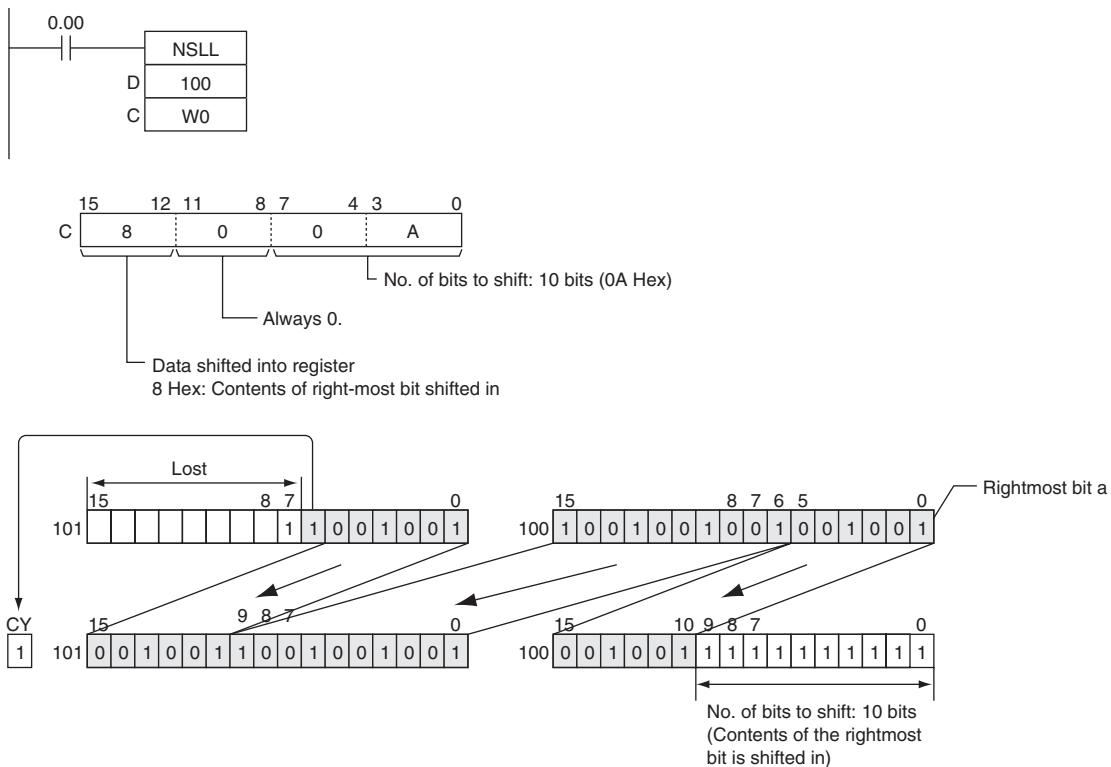 0.00
NSLL
D 100
C W0
15 12 11 8 7 4 3 0
C 8 0 0 A
No. of bits to shift: 10 bits (0A Hex)
Always 0.
Data shifted into register
8 Hex: Contents of right-most bit shifted in
Lost
15 8 7 0 15 8 7 6 5 0
Rightmost bit a
101 1 1 0 0 1 0 0 1 100 1 0 0 1 0 0 1 0 0 1 0 0 1 0 0 1
CY 15 9 8 7 0 15 10 9 8 7 0
1 101 0 0 1 0 0 1 1 0 0 1 0 0 1 0 0 1 100 0 0 1 0 0 1 1 1 1 1 1 1 1 1 1 1
No. of bits to shift: 10 bits
(Contents of the rightmost
bit is shifted in)